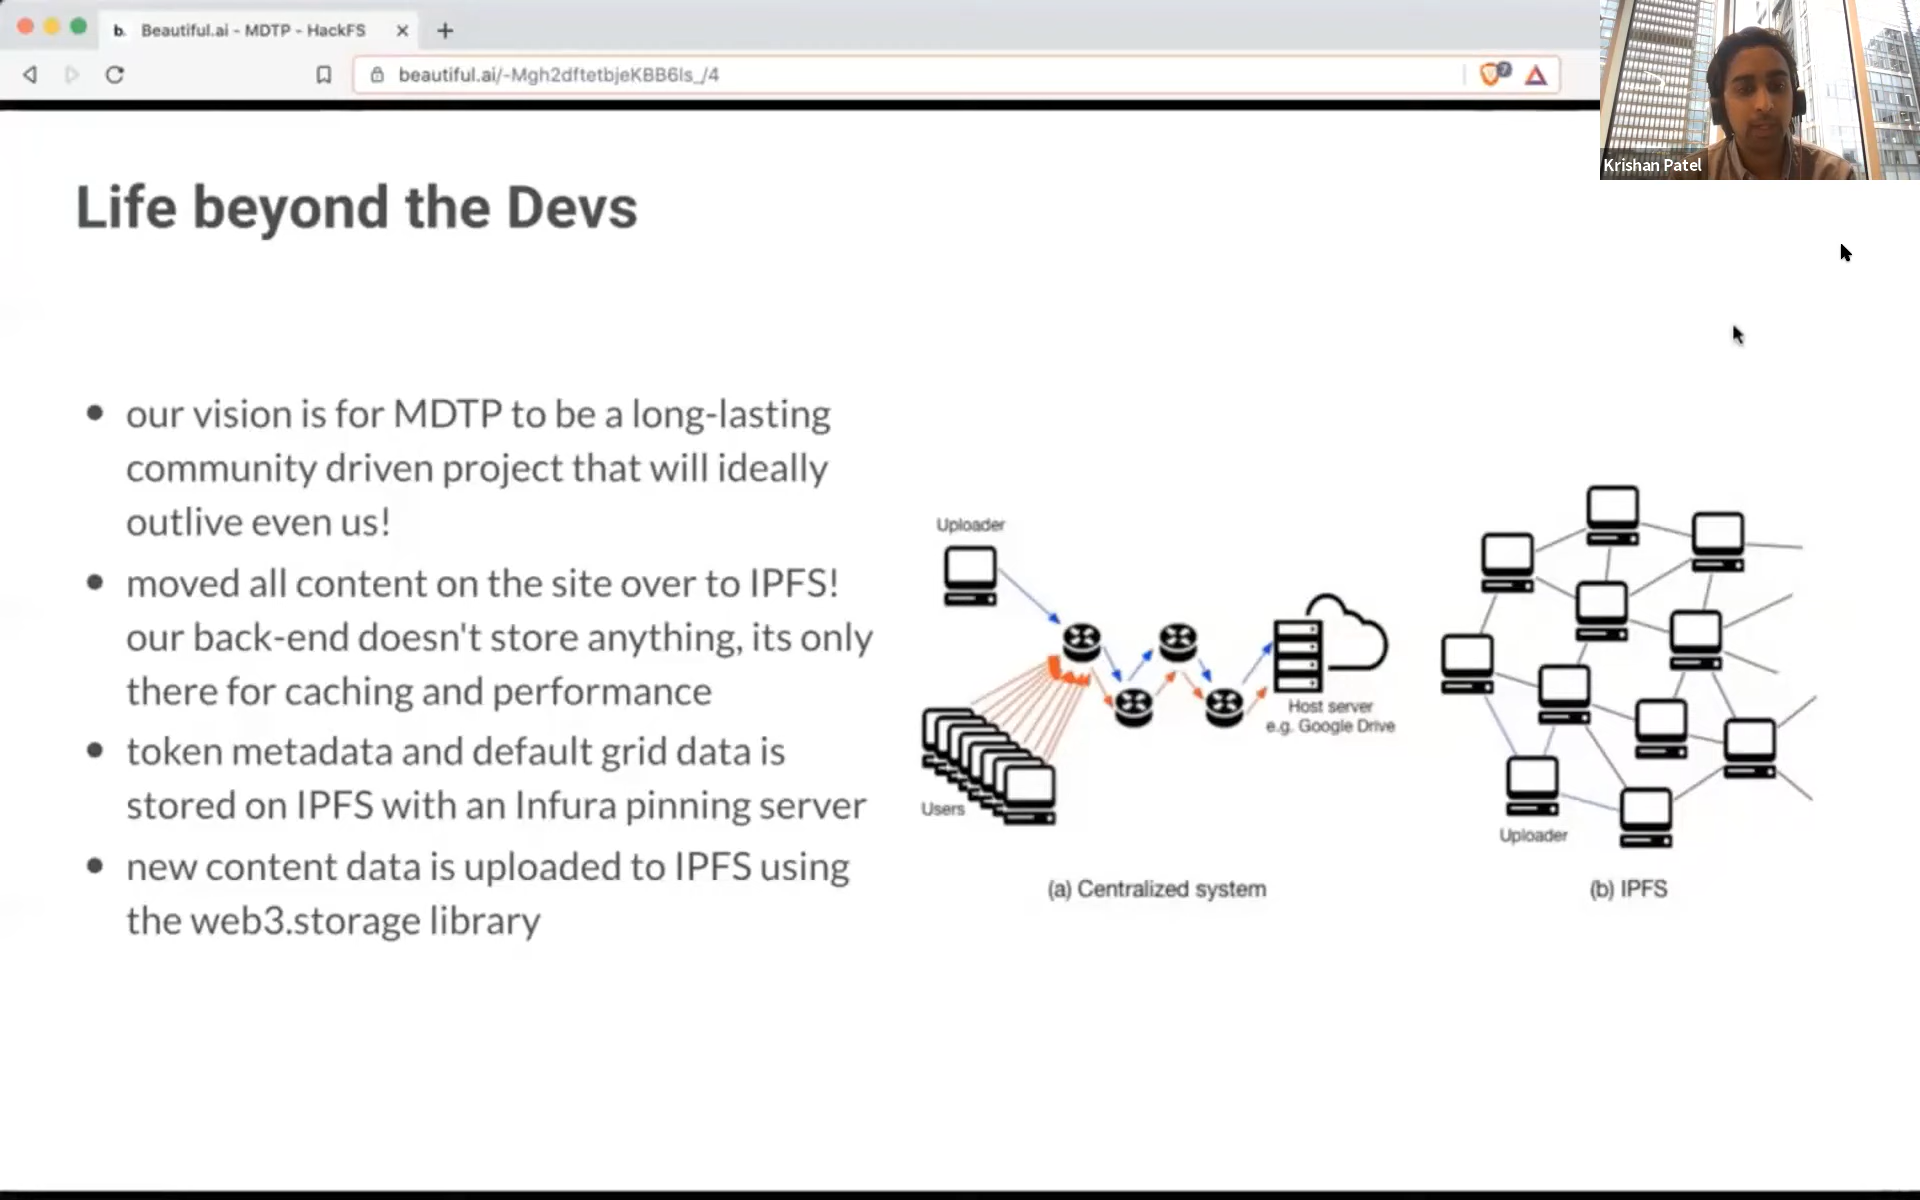 b. Beautiful.ai - MDTP - HackFS
beautiful.ai/-Mgh2dftetbjeKBB6ls_/4
7
Krishan Patel
Life beyond the Devs
our vision is for MDTP to be a long-lasting
community driven project that will ideally
outlive even us!
moved all content on the site over to IPFS!
our back-end doesn't store anything, its only
there for caching and performance
token metadata and default grid data is
stored on IPFS with an Infura pinning server
new content data is uploaded to IPFS using
the web3.storage library
Uploader
Users
Host server
e.g. Google Drive
(a) Centralized system
Uploader
(b) IPFS